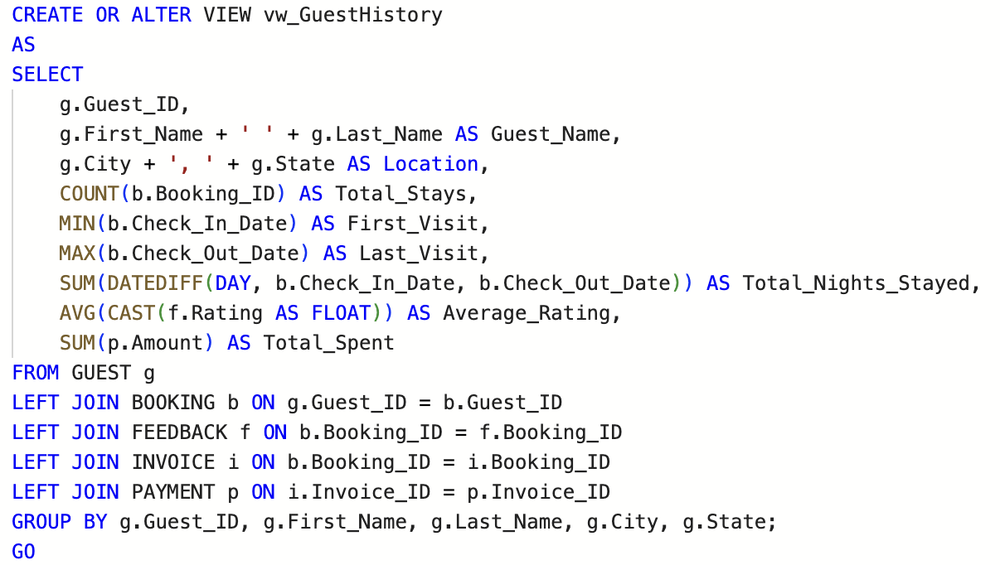 CREATE OR ALTER VIEW vw_GuestHistory
AS
SELECT
    g.Guest_ID,
    g.First_Name + ' ' + g.Last_Name AS Guest_Name,
    g.City + ', ' + g.State AS Location,
    COUNT(b.Booking_ID) AS Total_Stays,
    MIN(b.Check_In_Date) AS First_Visit,
    MAX(b.Check_Out_Date) AS Last_Visit,
    SUM(DATEDIFF(DAY, b.Check_In_Date, b.Check_Out_Date)) AS Total_Nights_Stayed,
    AVG(CAST(f.Rating AS FLOAT)) AS Average_Rating,
    SUM(p.Amount) AS Total_Spent
FROM GUEST g
LEFT JOIN BOOKING b ON g.Guest_ID = b.Guest_ID
LEFT JOIN FEEDBACK f ON b.Booking_ID = f.Booking_ID
LEFT JOIN INVOICE i ON b.Booking_ID = i.Booking_ID
LEFT JOIN PAYMENT p ON i.Invoice_ID = p.Invoice_ID
GROUP BY g.Guest_ID, g.First_Name, g.Last_Name, g.City, g.State;
GO